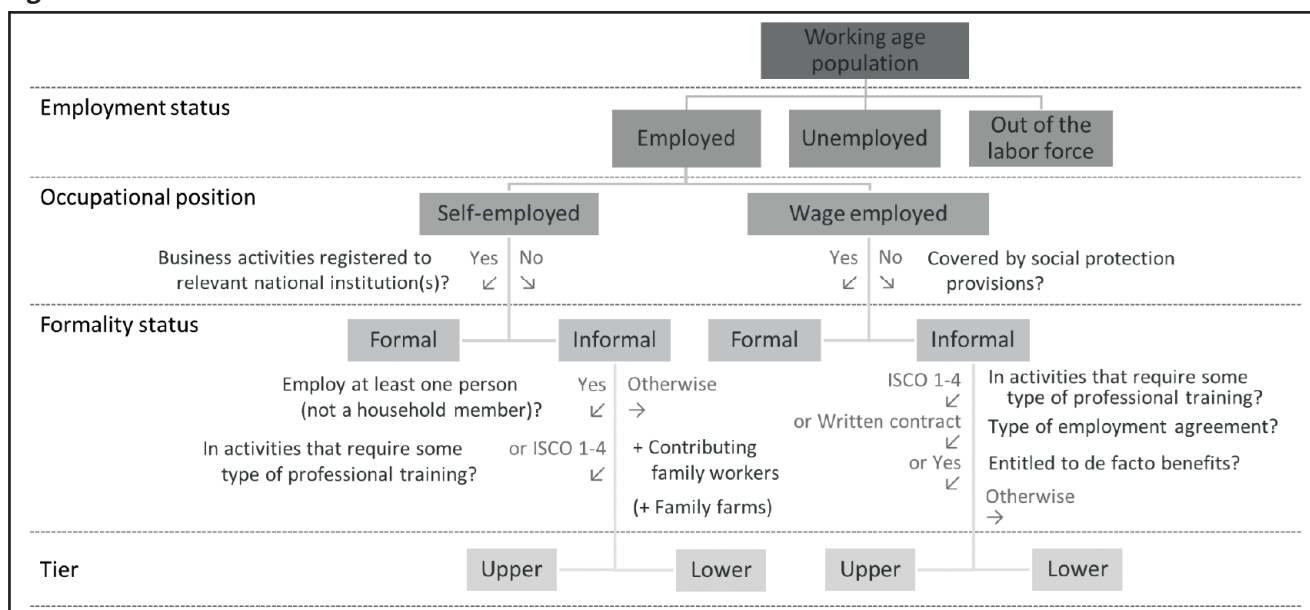 Working age
population
Employment status
Employed
Unemployed
Out of the
labor force
Occupational position
Self-employed
Wage employed
Business activities registered to
relevant national institution(s)?
Yes
No
Yes
No
Covered by social protection
provisions?
Formality status
Formal
Informal
Formal
Informal
Employ at least one person
(not a household member)?
Yes
Otherwise
In activities that require some
type of professional training?
or ISCO 1-4
+ Contributing
family workers
(+ Family farms)
ISCO 1-4
In activities that require some
type of professional training?
or Written contract
Type of employment agreement?
or Yes
Entitled to de facto benefits?
Otherwise
Tier
Upper
Lower
Upper
Lower